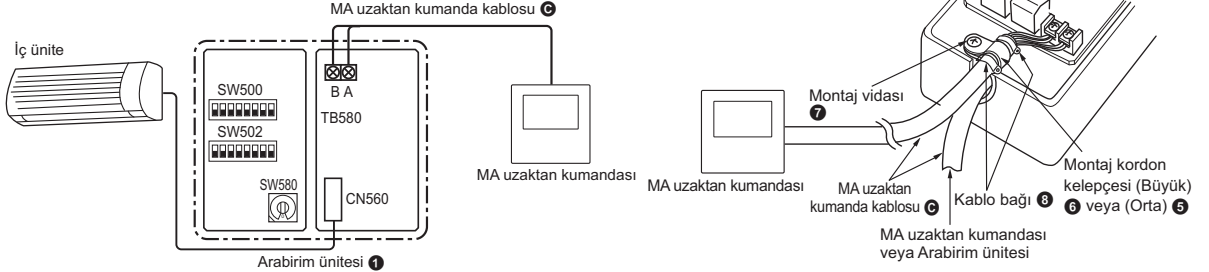 MA uzaktan kumanda kablosu C
İç ünite
SW500
SW502
SW580
B A
TB580
CN560
MA uzaktan kumandası
Arabirim ünitesi 1
Montaj vidası
7
MA uzaktan kumandası
MA uzaktan
kumanda kablosu C
Kablo bağı 8
Montaj kordon
kelepçesi (Büyük)
6 veya (Orta) 5
MA uzaktan kumandası
veya Arabirim ünitesi